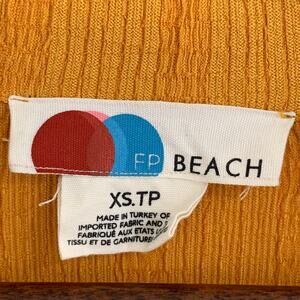 FP BEACH
XS.TP
MADE IN TURKEY OF
IMPORTED FABRIC AND
FABRIQUÉ AUX ETATS
TISSU ET DE GARNITURE